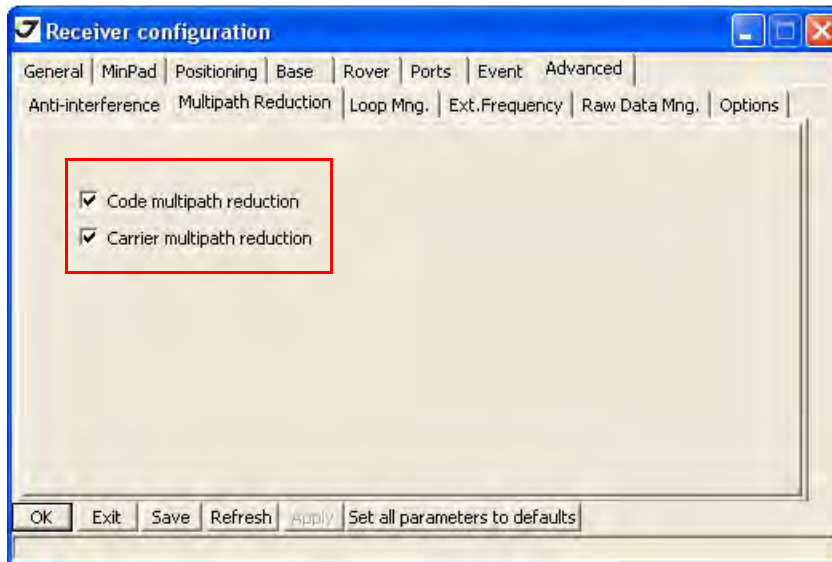 Receiver configuration
General MinPad Positioning Base Rover Ports Event Advanced
Anti-interference Multipath Reduction Loop Mng. Ext.Frequency Raw Data Mng. Options
Code multipath reduction
Carrier multipath reduction
OK Exit Save Refresh Apply Set all parameters to defaults